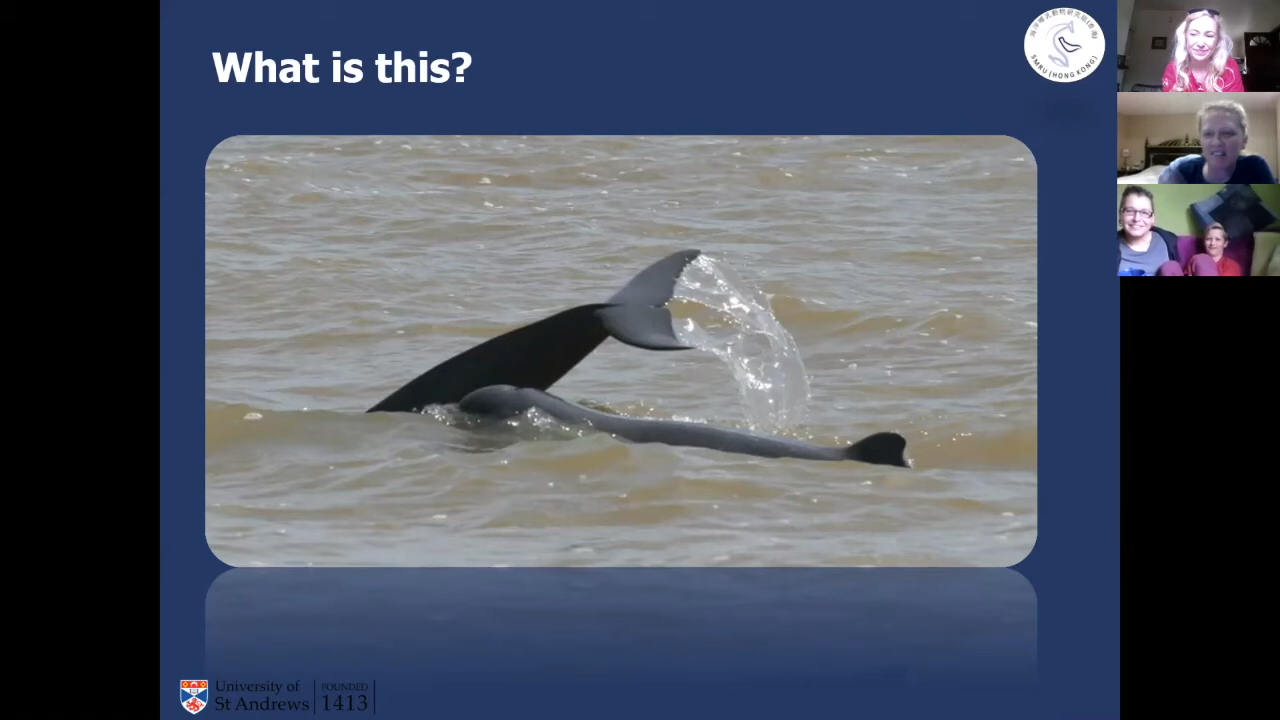 What is this?
SMRU (HONG KONG)
University of
St Andrews
FOUNDED
1413